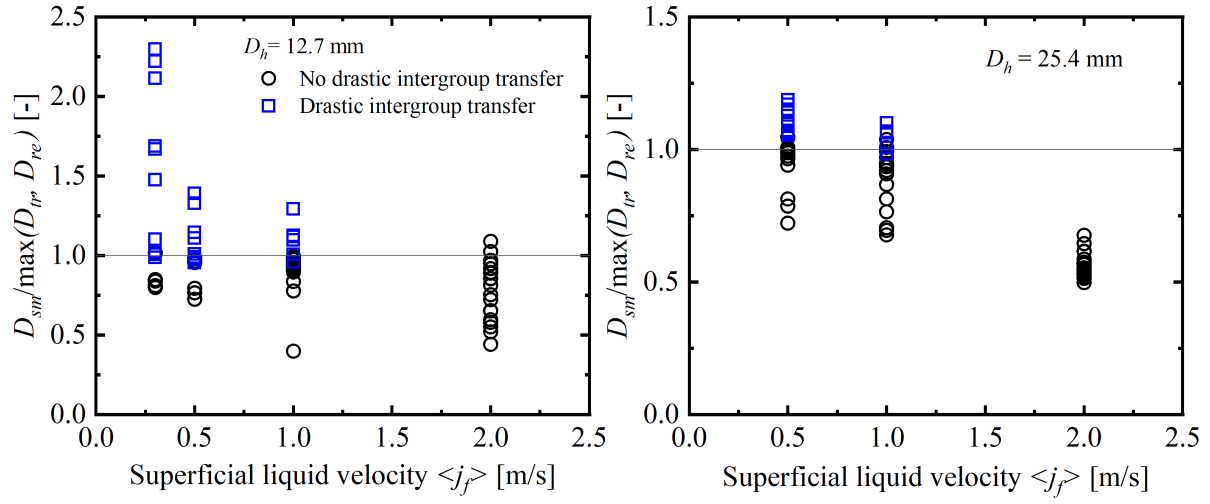 2.5
2.0
1.5
1.0
0.5
0.0
D_sm/max(D_tr, D_re) [-]
D_h= 12.7 mm
No drastic intergroup transfer
Drastic intergroup transfer
0.0 0.5 1.0 1.5 2.0 2.5
Superficial liquid velocity <j_f> [m/s]
1.5
1.0
0.5
0.0
D_sm/max(D_tr, D_re) [-]
D_h = 25.4 mm
0.0 0.5 1.0 1.5 2.0 2.5
Superficial liquid velocity <j_f> [m/s]